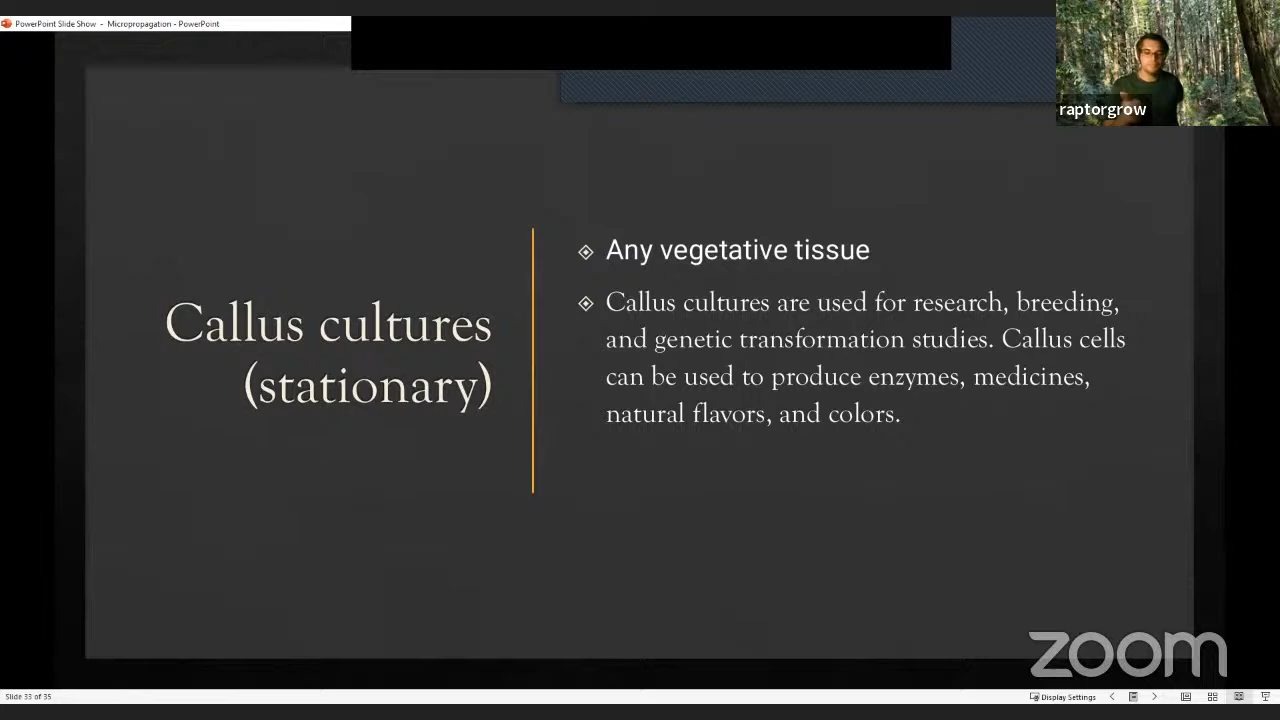 PowerPoint Slide Show - Micropropagation - PowerPoint
raptorgrow
Callus cultures
(stationary)
Any vegetative tissue
Callus cultures are used for research, breeding,
and genetic transformation studies. Callus cells
can be used to produce enzymes, medicines,
natural flavors, and colors.
zoom
Slide 33 of 35
Display Settings